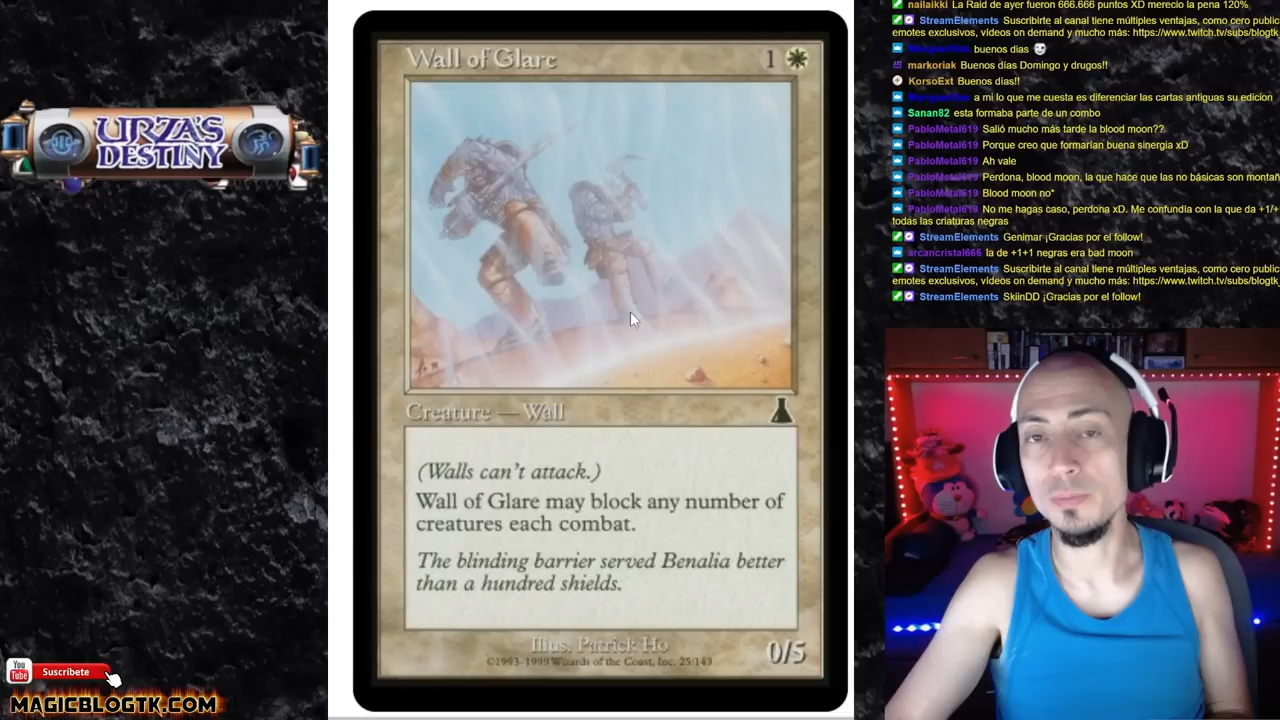 URZA'S
DESTINY
You
Tube
Suscríbete
MAGICBLOGTK.COM
Wall of Glare
1
Creature — Wall
(Walls can't attack.)
Wall of Glare may block any number of
creatures each combat.
The blinding barrier served Benalia better
than a hundred shields.
Illus. Patrick Ho
©1993-1999 Wizards of the Coast, Inc. 25/143
0/5
nailaikki La Raid de ayer fueron 666.666 puntos XD merecio la pena 120%
StreamElements Suscribirte al canal tiene múltiples ventajas, como cero public
emotes exclusivos, vídeos on demand y mucho más: https://www.twitch.tv/subs/blogtk
buenos dias
markoriak Buenos días Domingo y drugos!!
KorsoExt Buenos días!!
a mi lo que me cuesta es diferenciar las cartas antiguas su edicion
Sanan82 esta formaba parte de un combo
PabloMetal619 Salió mucho más tarde la blood moon??
PabloMetal619 Porque creo que formarían buena sinergia xD
PabloMetal619 Ah vale
PabloMetal619 Perdona, blood moon, la que hace que las no básicas son montañ
PabloMetal619 Blood moon no*
PabloMetal619 No me hagas caso, perdona xD. Me confundia con la que da +1/+
todas las criaturas negras
StreamElements Genimar ¡Gracias por el follow!
arcancristal666 la de +1+1 negras era bad moon
StreamElements Suscribirte al canal tiene múltiples ventajas, como cero public
emotes exclusivos, vídeos on demand y mucho más: https://www.twitch.tv/subs/blogtk_
StreamElements SkiinDD ¡Gracias por el follow!